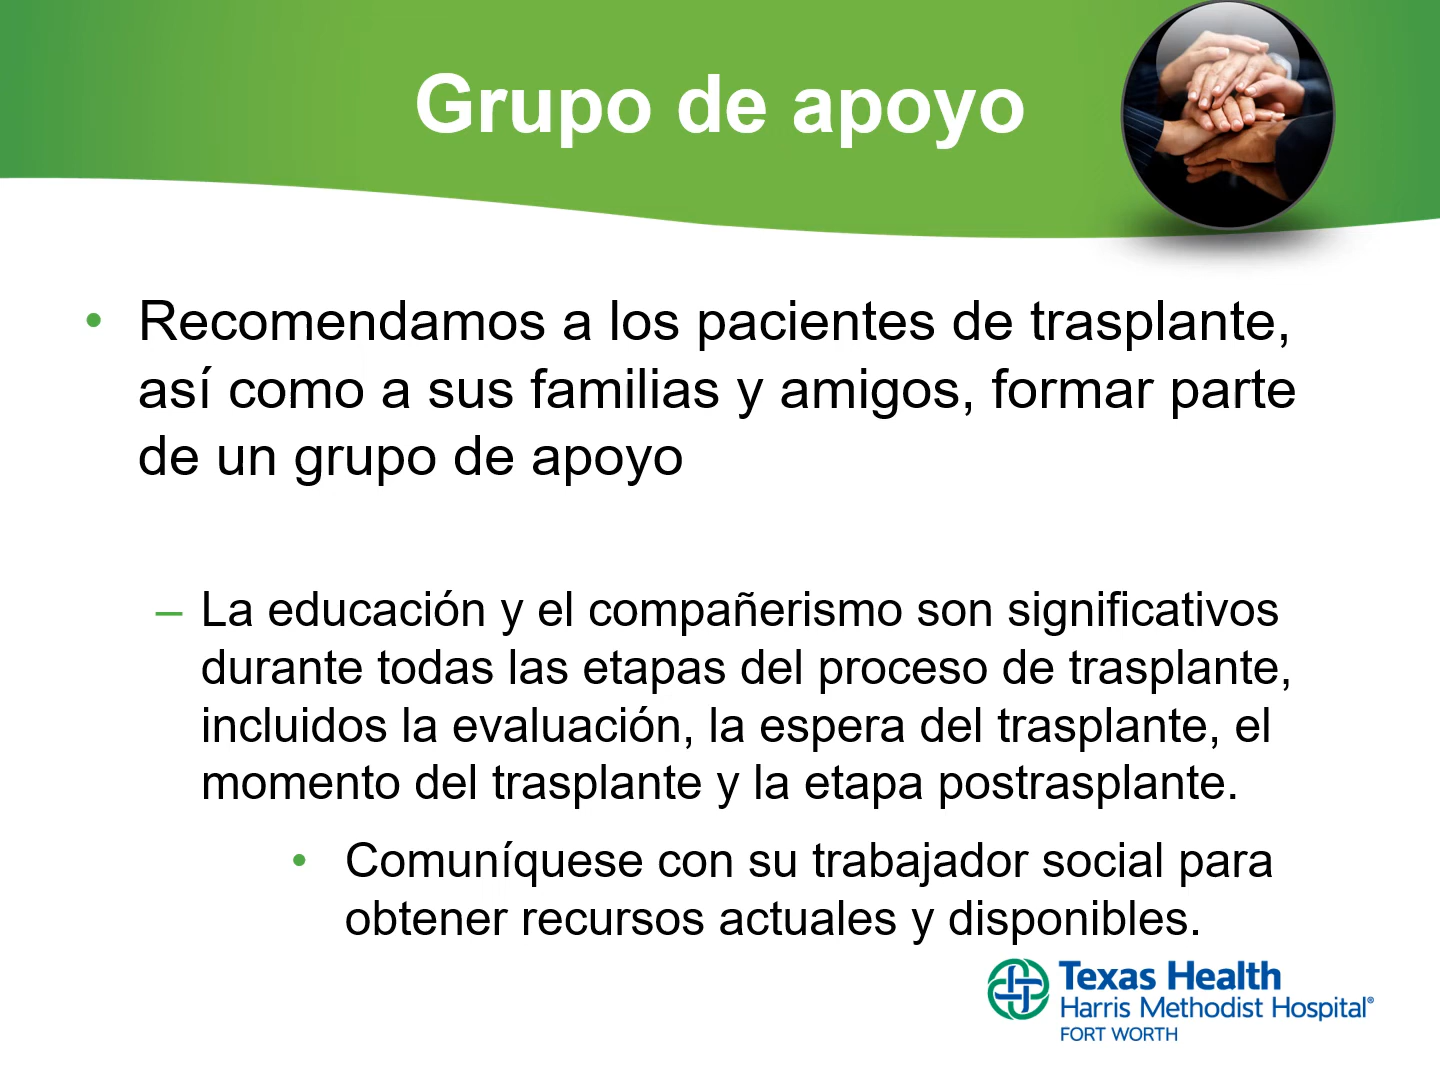 Grupo de apoyo
• Recomendamos a los pacientes de trasplante,
así como a sus familias y amigos, formar parte
de un grupo de apoyo
– La educación y el compañerismo son significativos
durante todas las etapas del proceso de trasplante,
incluidos la evaluación, la espera del trasplante, el
momento del trasplante y la etapa postrasplante.
• Comuníquese con su trabajador social para
obtener recursos actuales y disponibles.
Texas Health
Harris Methodist Hospital®
FORT WORTH